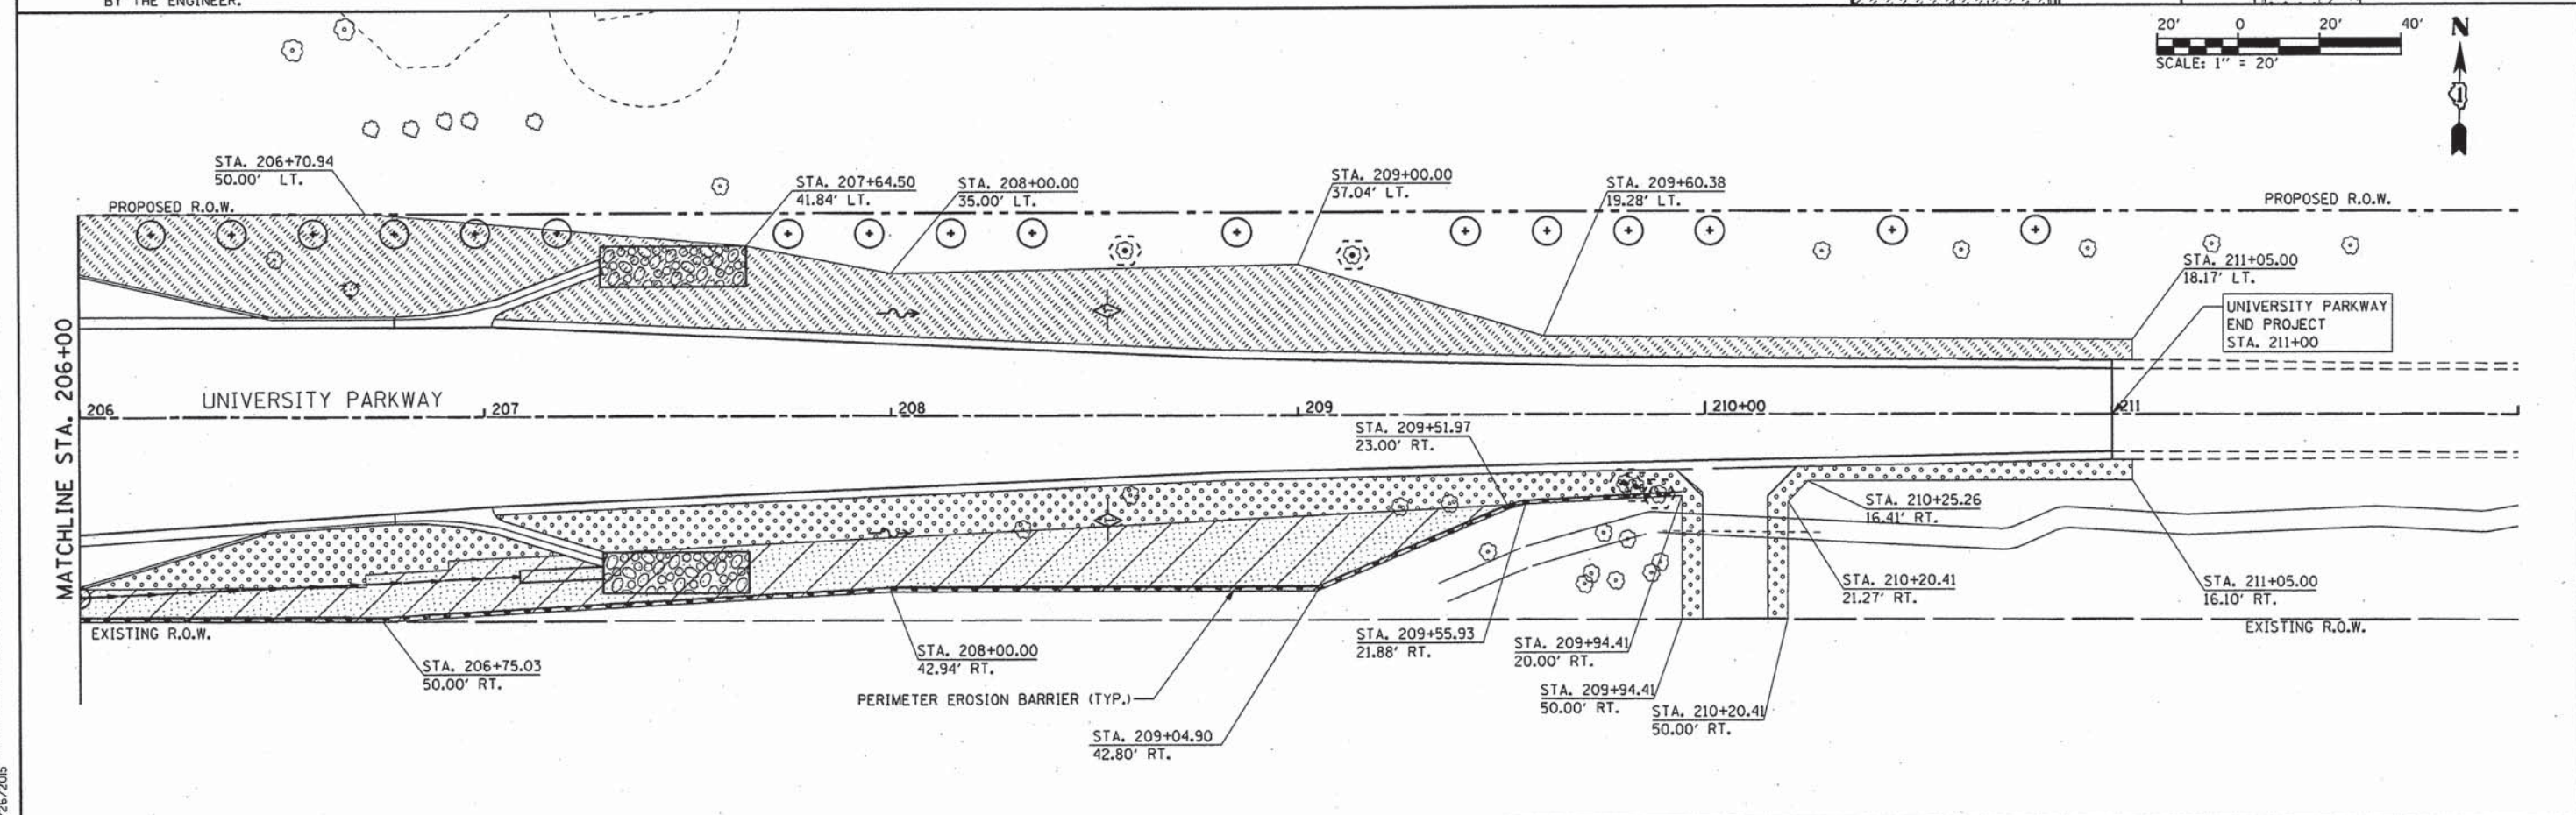 BY THE ENGINEER.
20' 0 20' 40'
SCALE: 1" = 20'
N
STA. 206+70.94
50.00' LT.
STA. 207+64.50
41.84' LT.
STA. 208+00.00
35.00' LT.
STA. 209+00.00
37.04' LT.
STA. 209+60.38
19.28' LT.
PROPOSED R.O.W.
PROPOSED R.O.W.
STA. 211+05.00
18.17' LT.
UNIVERSITY PARKWAY
END PROJECT
STA. 211+00
MATCHLINE STA. 206+00
UNIVERSITY PARKWAY
206
207
208
209
210+00
211
STA. 209+51.97
23.00' RT.
STA. 210+25.26
16.41' RT.
STA. 210+20.41
21.27' RT.
STA. 211+05.00
16.10' RT.
EXISTING R.O.W.
EXISTING R.O.W.
STA. 206+75.03
50.00' RT.
STA. 208+00.00
42.94' RT.
PERIMETER EROSION BARRIER (TYP.)
STA. 209+04.90
42.80' RT.
STA. 209+55.93
21.88' RT.
STA. 209+94.41
20.00' RT.
STA. 209+94.41
50.00' RT.
STA. 210+20.41
50.00' RT.